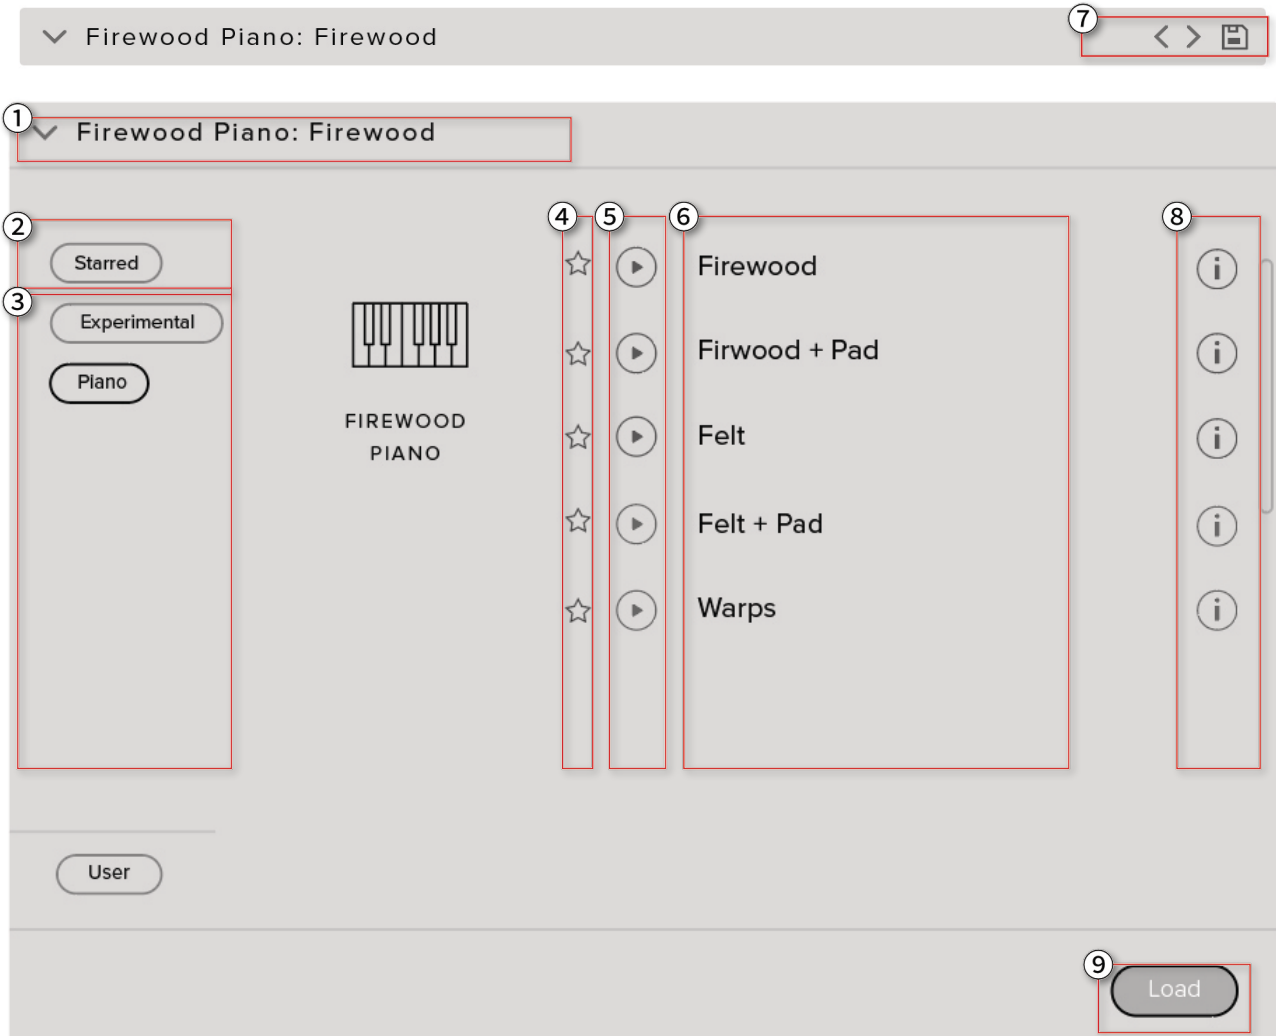 7
Firewood Piano: Firewood
1
Firewood Piano: Firewood
2
Starred
3
Experimental
Piano
FIREWOOD
PIANO
4
5
6
8
Firewood
Firwood + Pad
Felt
Felt + Pad
Warps
User
9
Load